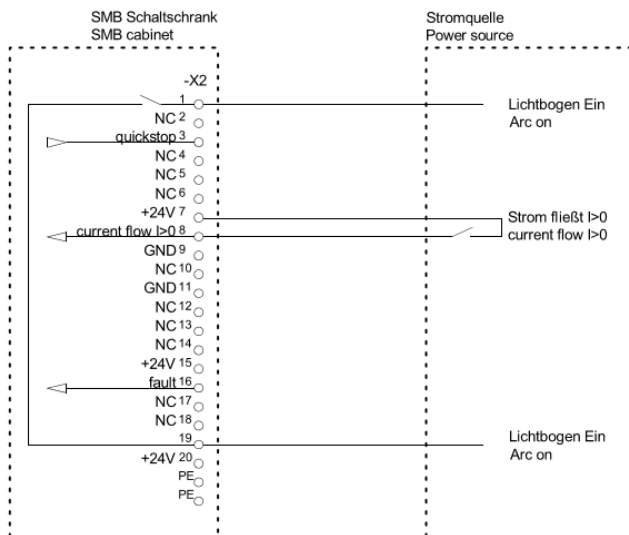 SMB Schaltschrank
SMB cabinet
Stromquelle
Power source
-X2
1
Lichtbogen Ein
Arc on
NC 2
quickstop 3
NC 4
NC 5
NC 6
+24V 7
Strom fließt I>0
current flow I>0 8
current flow I>0
GND 9
NC 10
GND 11
NC 12
NC 13
NC 14
+24V 15
fault 16
NC 17
NC 18
19
Lichtbogen Ein
Arc on
+24V 20
PE
PE